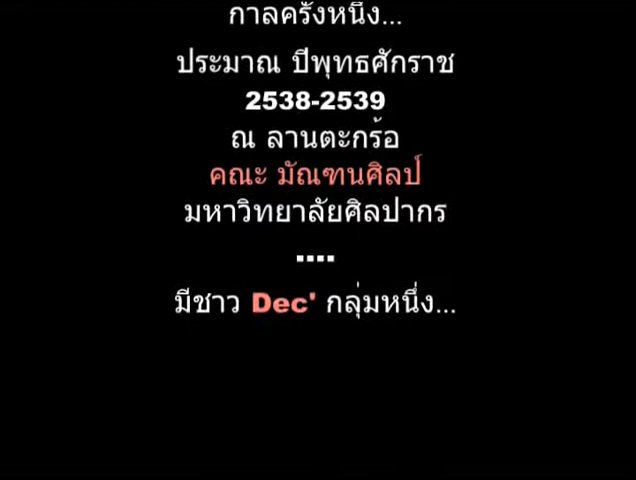 กาลครั้งหนึ่ง...
ประมาณ ปีพุทธศักราช
2538-2539
ณ ลานตะกร้อ
คณะ มัณฑนศิลป์
มหาวิทยาลัยศิลปากร
....
มีชาว Dec' กลุ่มหนึ่ง...